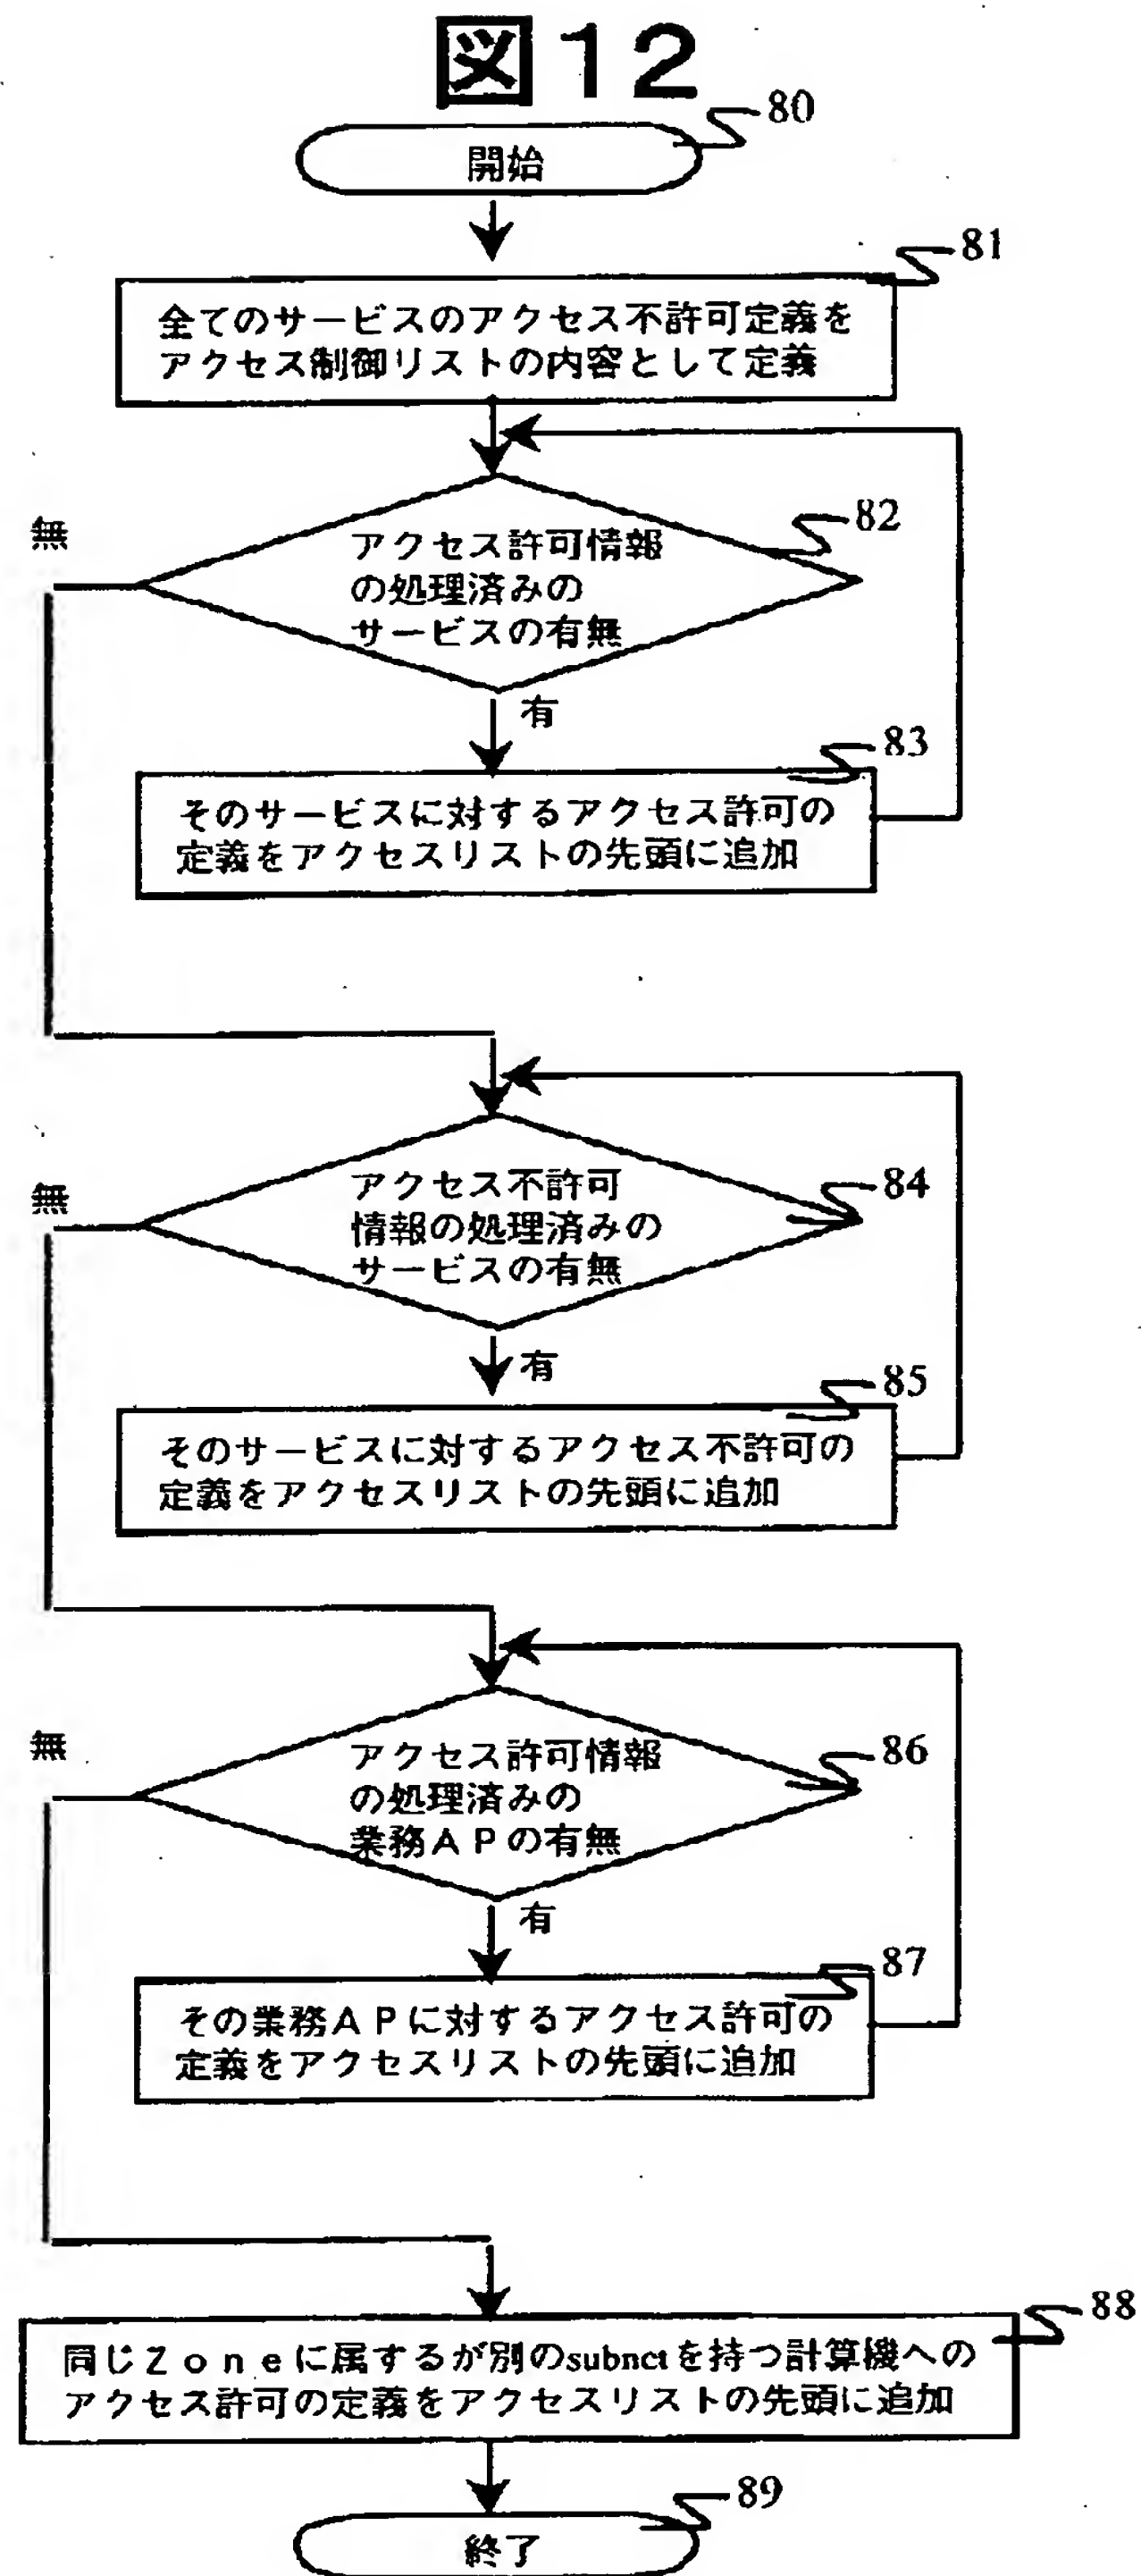 図12
80
開始
81
全てのサービスのアクセス不許可定義を
アクセス制御リストの内容として定義
82
無
アクセス許可情報
の処理済みの
サービスの有無
有
83
そのサービスに対するアクセス許可の
定義をアクセスリストの先頭に追加
84
無
アクセス不許可
情報の処理済みの
サービスの有無
有
85
そのサービスに対するアクセス不許可の
定義をアクセスリストの先頭に追加
86
無
アクセス許可情報
の処理済みの
業務APの有無
有
87
その業務APに対するアクセス許可の
定義をアクセスリストの先頭に追加
88
同じZoneに属するが別のsubnetを持つ計算機への
アクセス許可の定義をアクセスリストの先頭に追加
89
終了